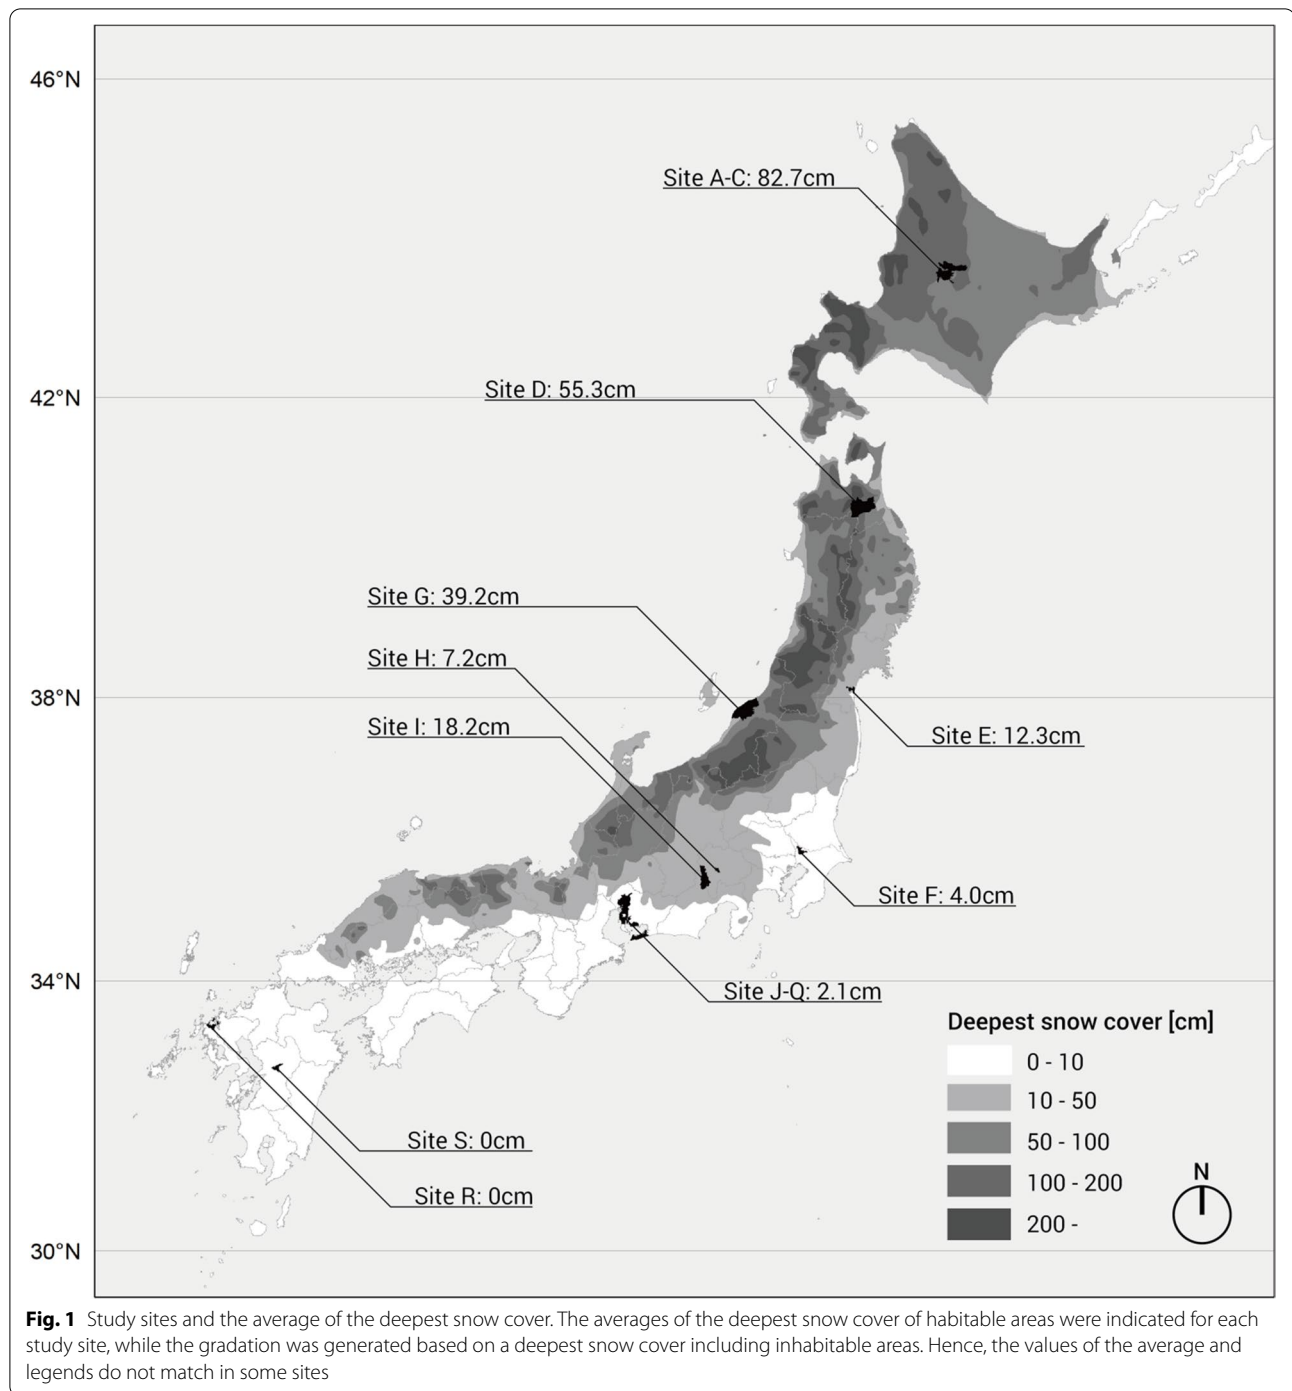 46°N
Site A-C: 82.7cm
Site D: 55.3cm
42°N
Site G: 39.2cm
Site H: 7.2cm
38°N
Site I: 18.2cm
Site E: 12.3cm
Site F: 4.0cm
34°N
Site J-Q: 2.1cm
Deepest snow cover [cm]
0 - 10
10 - 50
50 - 100
100 - 200
200 -
N
Site S: 0cm
Site R: 0cm
30°N
Fig. 1 Study sites and the average of the deepest snow cover. The averages of the deepest snow cover of habitable areas were indicated for each
study site, while the gradation was generated based on a deepest snow cover including inhabitable areas. Hence, the values of the average and
legends do not match in some sites